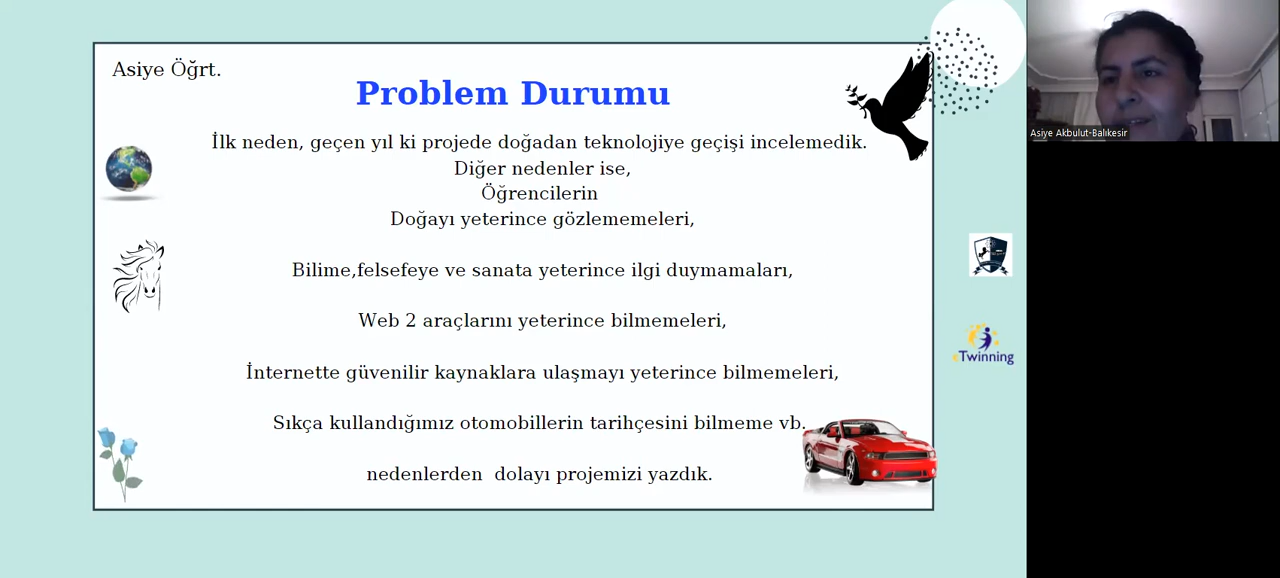 Asiye Öğrt.
Problem Durumu
İlk neden, geçen yıl ki projede doğadan teknolojiye geçişi incelemedik.
Diğer nedenler ise,
Öğrencilerin
Doğayı yeterince gözlememeleri,
Bilime,felsefeye ve sanata yeterince ilgi duymamaları,
Web 2 araçlarını yeterince bilmemeleri,
İnternette güvenilir kaynaklara ulaşmayı yeterince bilmemeleri,
Sıkça kullandığımız otomobillerin tarihçesini bilmeme vb.
nedenlerden dolayı projemizi yazdık.
Asiye Akbulut-Balıkesir
eTwinning